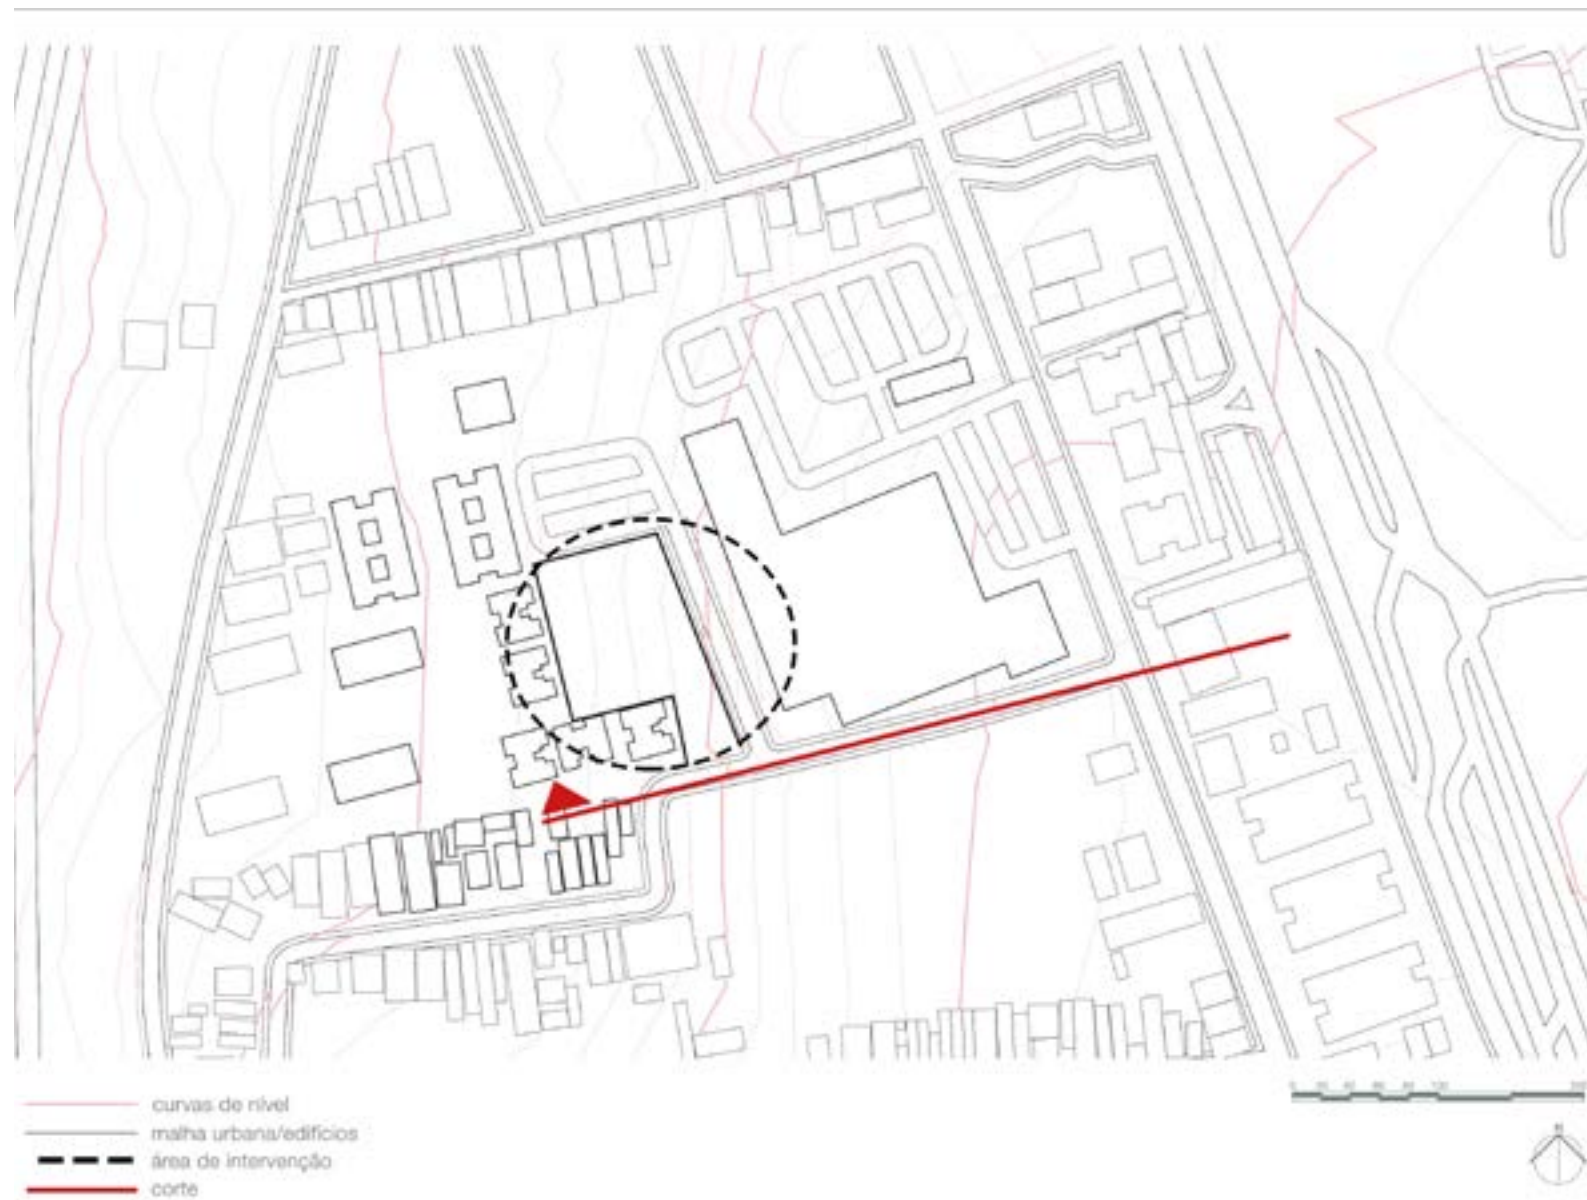 curvas de nível
malha urbana/edifícios
área de intervenção
corte
N